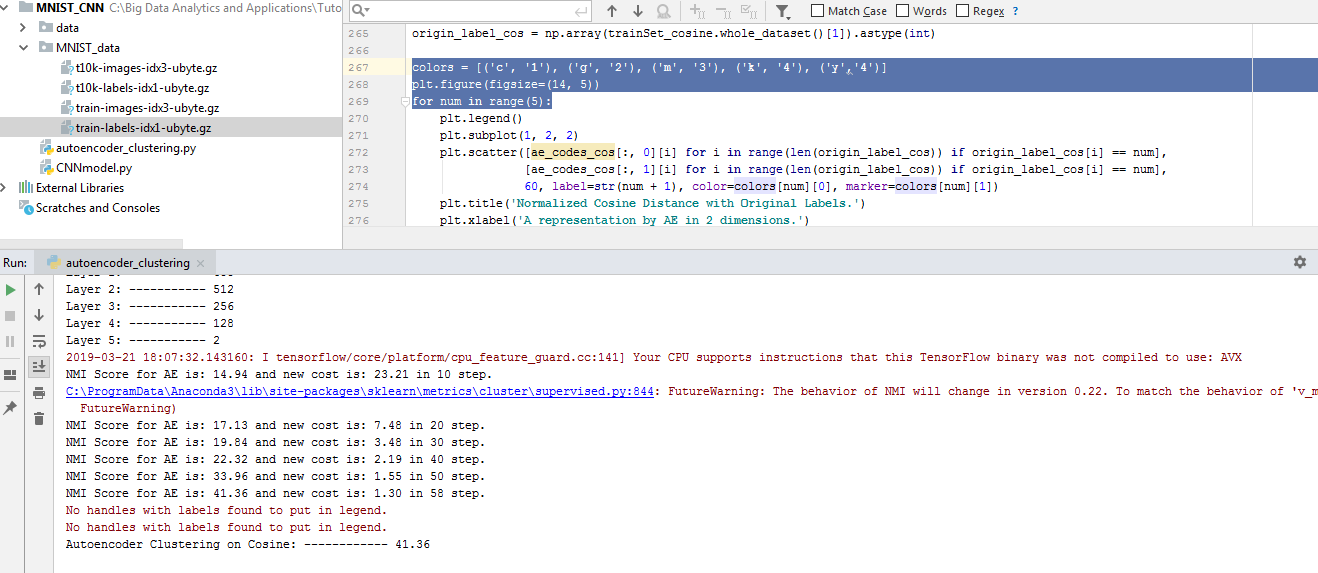 MNIST_CNN C:\Big Data Analytics and Applications\Tuto
data
MNIST_data
t10k-images-idx3-ubyte.gz
t10k-labels-idx1-ubyte.gz
train-images-idx3-ubyte.gz
train-labels-idx1-ubyte.gz
autoencoder_clustering.py
CNNmodel.py
External Libraries
Scratches and Consoles
Match Case Words Regex ?
265 origin_label_cos = np.array(trainSet_cosine.whole_dataset()[1]).astype(int)
266
267 colors = [('c', '1'), ('g', '2'), ('m', '3'), ('k', '4'), ('y','4')]
268 plt.figure(figsize=(14, 5))
269 for num in range(5):
270 plt.legend()
271 plt.subplot(1, 2, 2)
272 plt.scatter([ae_codes_cos[:, 0][i] for i in range(len(origin_label_cos)) if origin_label_cos[i] == num],
273 [ae_codes_cos[:, 1][i] for i in range(len(origin_label_cos)) if origin_label_cos[i] == num],
274 60, label=str(num + 1), color=colors[num][0], marker=colors[num][1])
275 plt.title('Normalized Cosine Distance with Original Labels.')
276 plt.xlabel('A representation by AE in 2 dimensions.')
Run: autoencoder_clustering
Layer 2: ----------- 512
Layer 3: ----------- 256
Layer 4: ----------- 128
Layer 5: ----------- 2
2019-03-21 18:07:32.143160: I tensorflow/core/platform/cpu_feature_guard.cc:141] Your CPU supports instructions that this TensorFlow binary was not compiled to use: AVX
NMI Score for AE is: 14.94 and new cost is: 23.21 in 10 step.
C:\ProgramData\Anaconda3\lib\site-packages\sklearn\metrics\cluster\supervised.py:844: FutureWarning: The behavior of NMI will change in version 0.22. To match the behavior of 'v_m
FutureWarning)
NMI Score for AE is: 17.13 and new cost is: 7.48 in 20 step.
NMI Score for AE is: 19.84 and new cost is: 3.48 in 30 step.
NMI Score for AE is: 22.32 and new cost is: 2.19 in 40 step.
NMI Score for AE is: 33.96 and new cost is: 1.55 in 50 step.
NMI Score for AE is: 41.36 and new cost is: 1.30 in 58 step.
No handles with labels found to put in legend.
No handles with labels found to put in legend.
Autoencoder Clustering on Cosine: ------------ 41.36